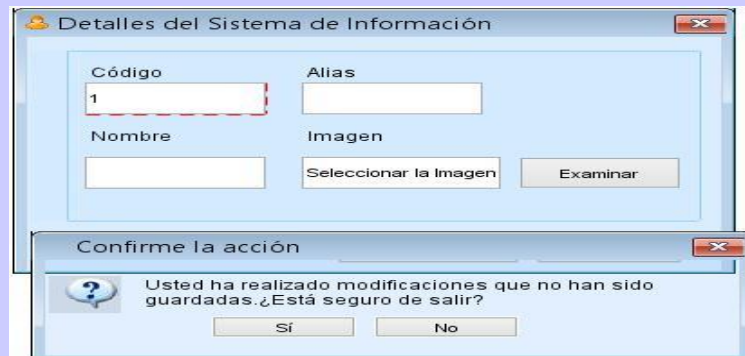 Detalles del Sistema de Información
Código Alias
1
Nombre Imagen
Seleccionar la Imagen Examinar
Confirme la acción
Usted ha realizado modificaciones que no han sido
guardadas.¿Está seguro de salir?
Sí No